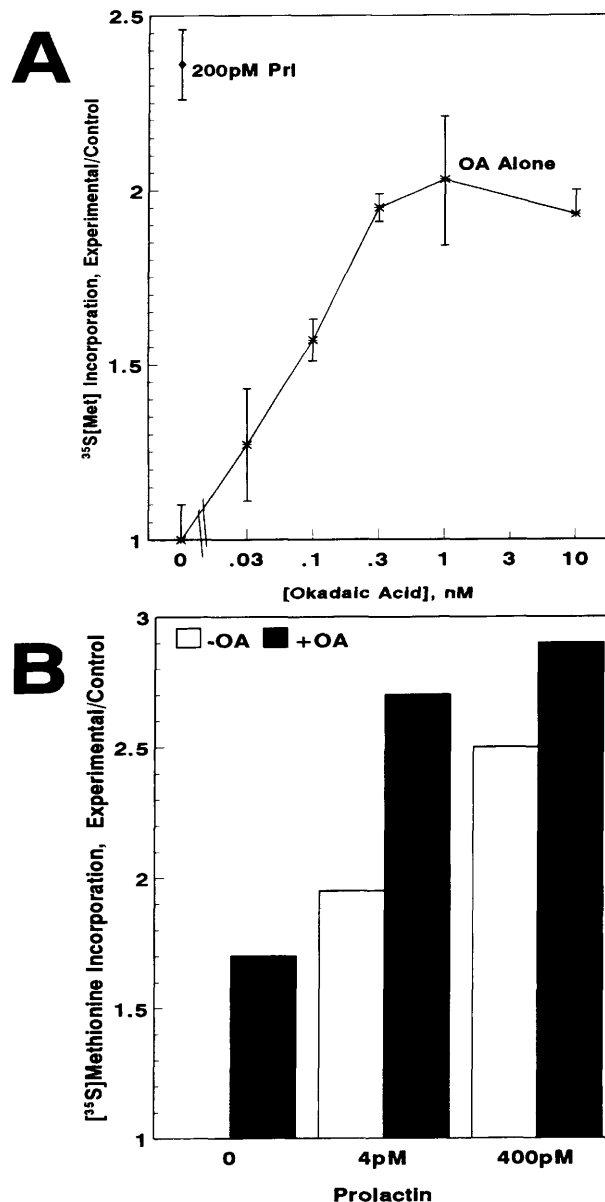 A
2.5
200pM Prl
OA Alone
2
1.5
1
³⁵S[Met] Incorporation, Experimental/Control
0 .03 .1 .3 1 3 10
[Okadaic Acid], nM
B
3
-OA +OA
2.5
2
1.5
1
[³⁵S]Methionine Incorporation, Experimental/Control
0 4pM 400pM
Prolactin